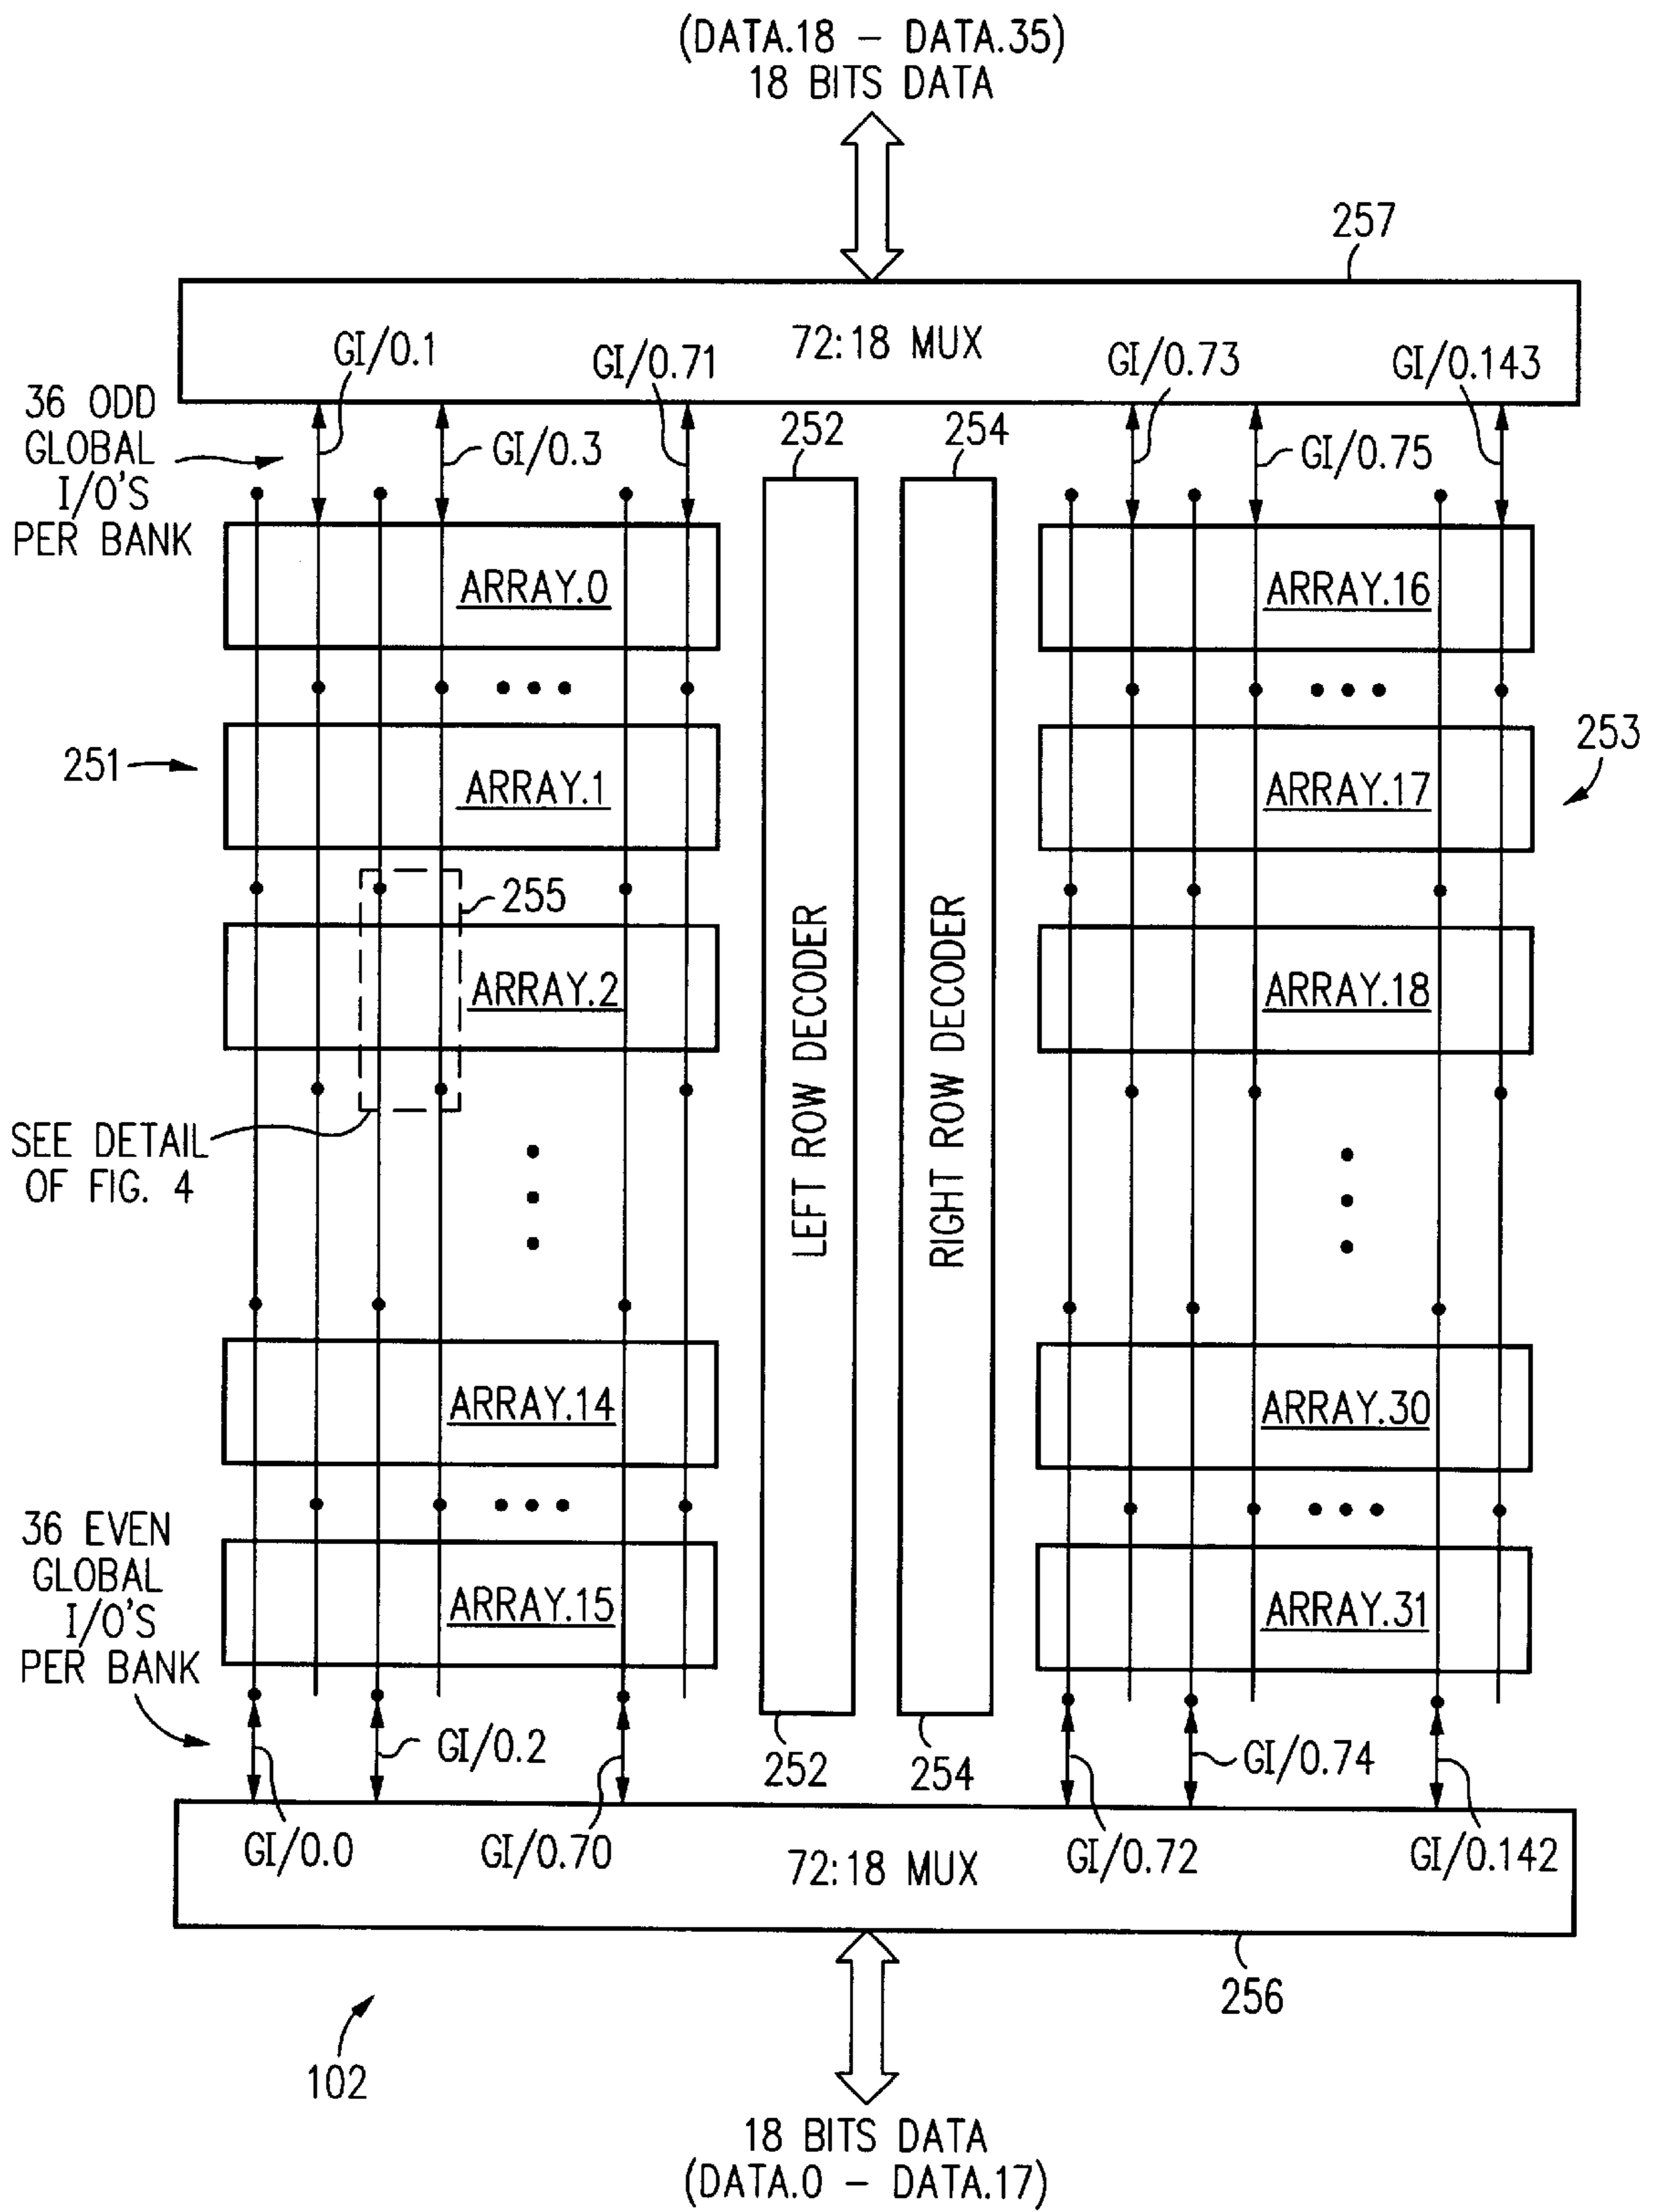 (DATA.18 – DATA.35)
18 BITS DATA
257
72:18 MUX
GI/0.1
GI/0.71
GI/0.73
GI/0.143
36 ODD
GLOBAL
I/O'S
PER BANK
GI/0.3
252
254
GI/0.75
ARRAY.0
ARRAY.16
251
ARRAY.1
ARRAY.17
253
255
ARRAY.2
ARRAY.18
LEFT ROW DECODER
RIGHT ROW DECODER
SEE DETAIL
OF FIG. 4
ARRAY.14
ARRAY.30
36 EVEN
GLOBAL
I/O'S
PER BANK
ARRAY.15
ARRAY.31
GI/0.2
252
254
GI/0.74
GI/0.0
GI/0.70
72:18 MUX
GI/0.72
GI/0.142
256
102
18 BITS DATA
(DATA.0 – DATA.17)